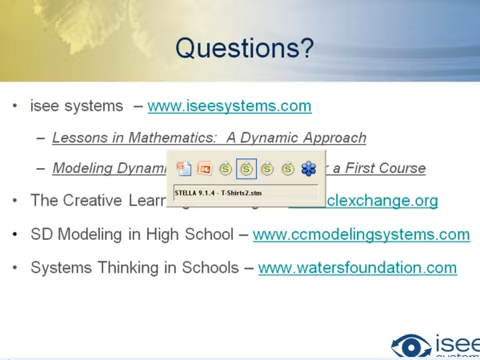 Questions?
• isee systems – www.iseesystems.com
– Lessons in Mathematics: A Dynamic Approach
– Modeling Dynam r a First Course
STELLA 9.1.4 - T-Shirts2.stm
• The Creative Lear clexchange.org
• SD Modeling in High School – www.ccmodelingsystems.com
• Systems Thinking in Schools – www.watersfoundation.com
isee